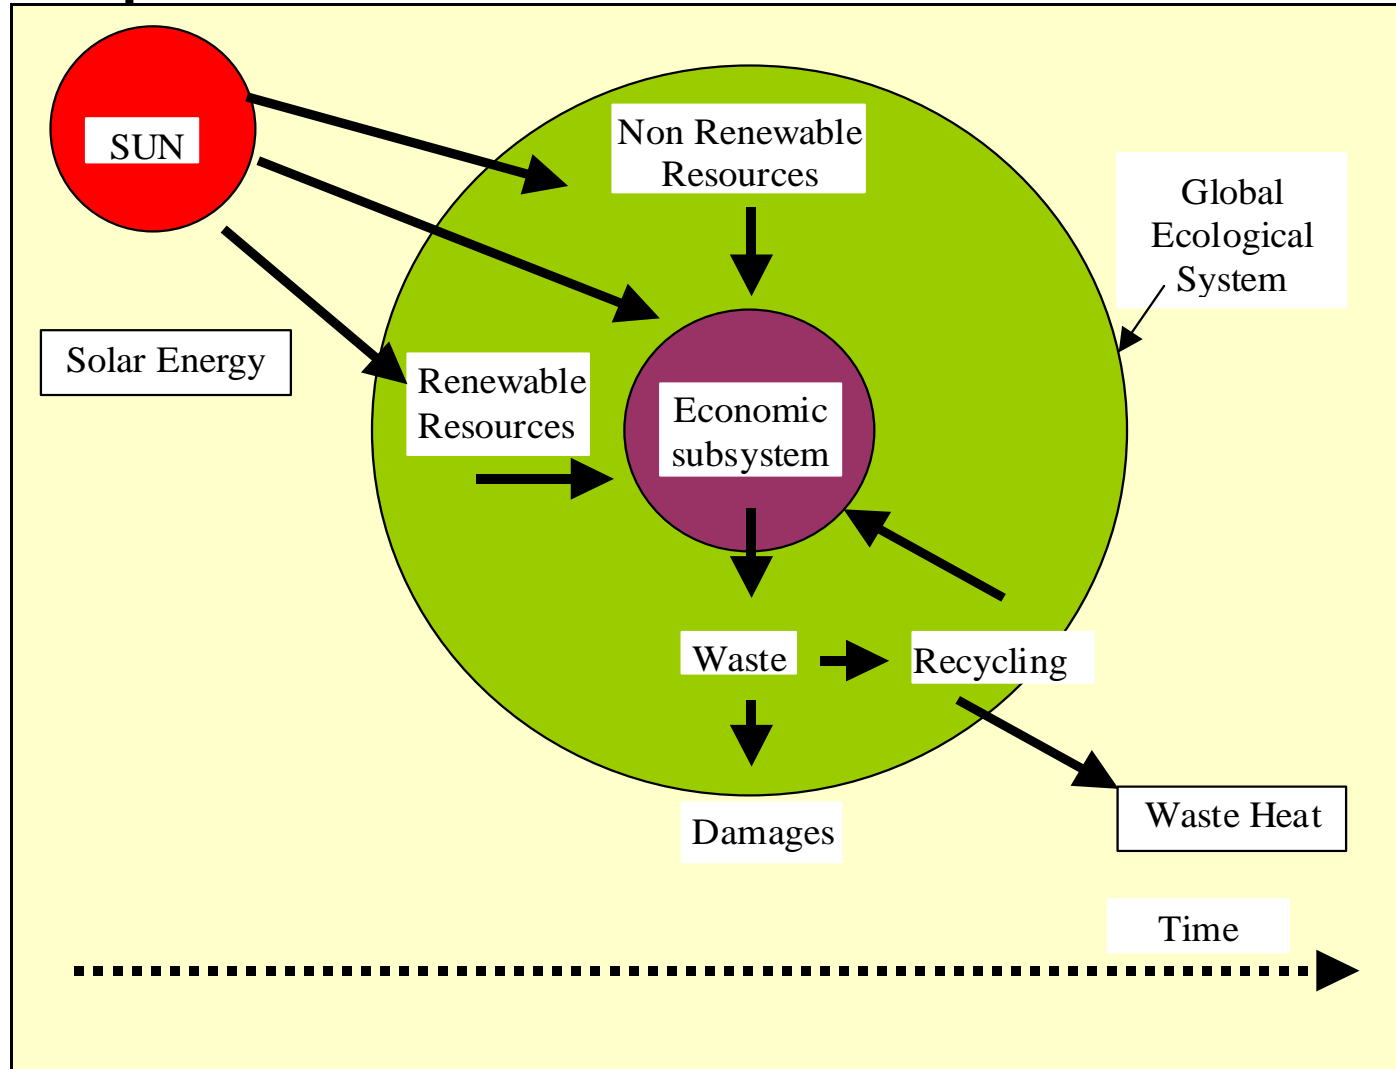 SUN
Non Renewable
Resources
Global
Ecological
System
Solar Energy
Renewable
Resources
Economic
subsystem
Waste
Recycling
Damages
Waste Heat
Time